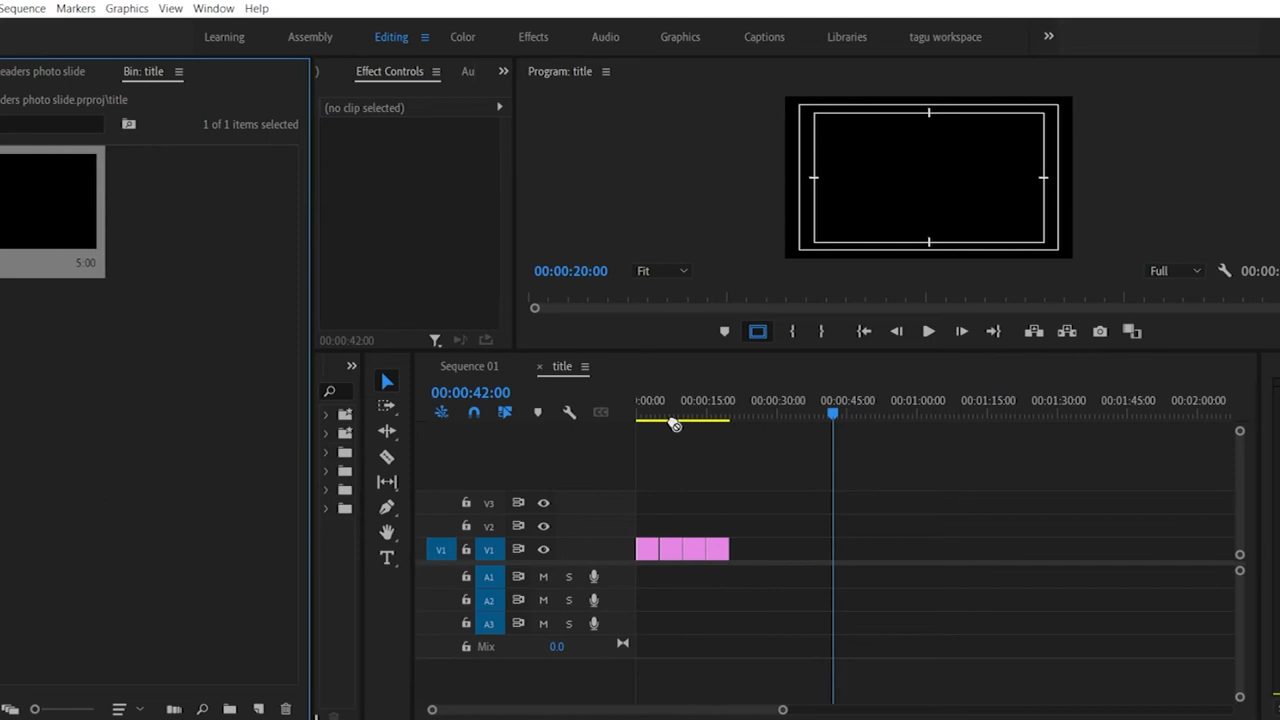 Sequence Markers Graphics View Window Help
Learning Assembly Editing Color Effects Audio Graphics Captions Libraries tagu workspace
eaders photo slide Bin: title
Effect Controls Au
Program: title
ders photo slide.prproj\title
(no clip selected)
1 of 1 items selected
5:00
00:00:20:00 Fit Full 00:00:
00:00:42:00
Sequence 01 × title
00:00:42:00
:00:00 00:00:15:00 00:00:30:00 00:00:45:00 00:01:00:00 00:01:15:00 00:01:30:00 00:01:45:00 00:02:00:00
V3
V2
V1 V1
A1 M S
A2 M S
A3 M S
Mix 0.0